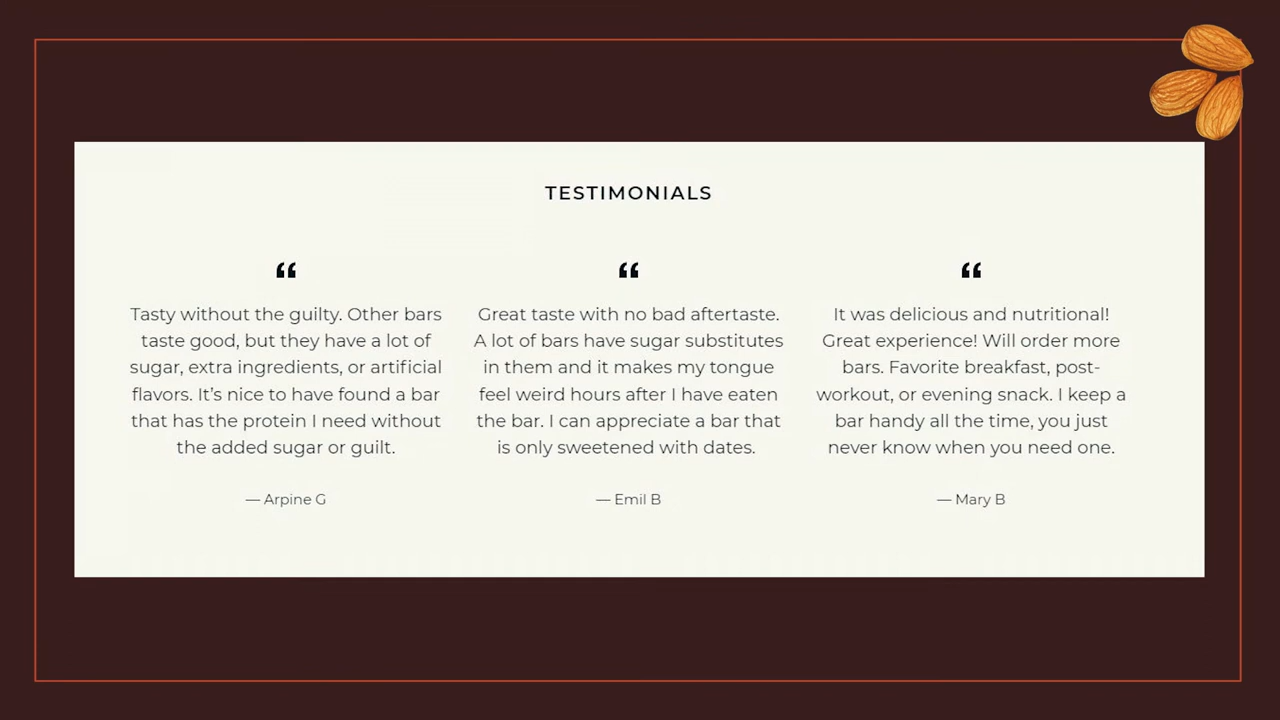 TESTIMONIALS
“
Tasty without the guilty. Other bars
taste good, but they have a lot of
sugar, extra ingredients, or artificial
flavors. It’s nice to have found a bar
that has the protein I need without
the added sugar or guilt.
— Arpine G
“
Great taste with no bad aftertaste.
A lot of bars have sugar substitutes
in them and it makes my tongue
feel weird hours after I have eaten
the bar. I can appreciate a bar that
is only sweetened with dates.
— Emil B
“
It was delicious and nutritional!
Great experience! Will order more
bars. Favorite breakfast, post-
workout, or evening snack. I keep a
bar handy all the time, you just
never know when you need one.
— Mary B